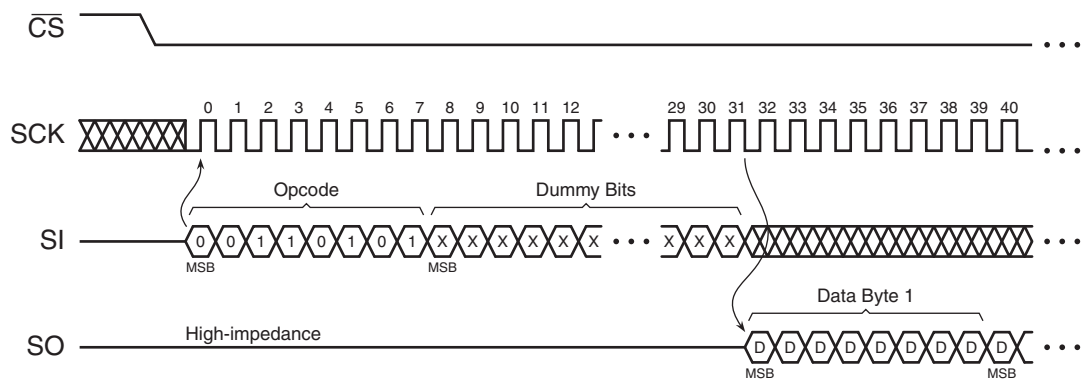 CS
0 1 2 3 4 5 6 7 8 9 10 11 12 29 30 31 32 33 34 35 36 37 38 39 40
SCK
Opcode Dummy Bits
SI 0 0 1 1 0 1 0 1 X X X X X X X X X
MSB MSB
Data Byte 1
High-impedance
SO D D D D D D D D D
MSB MSB